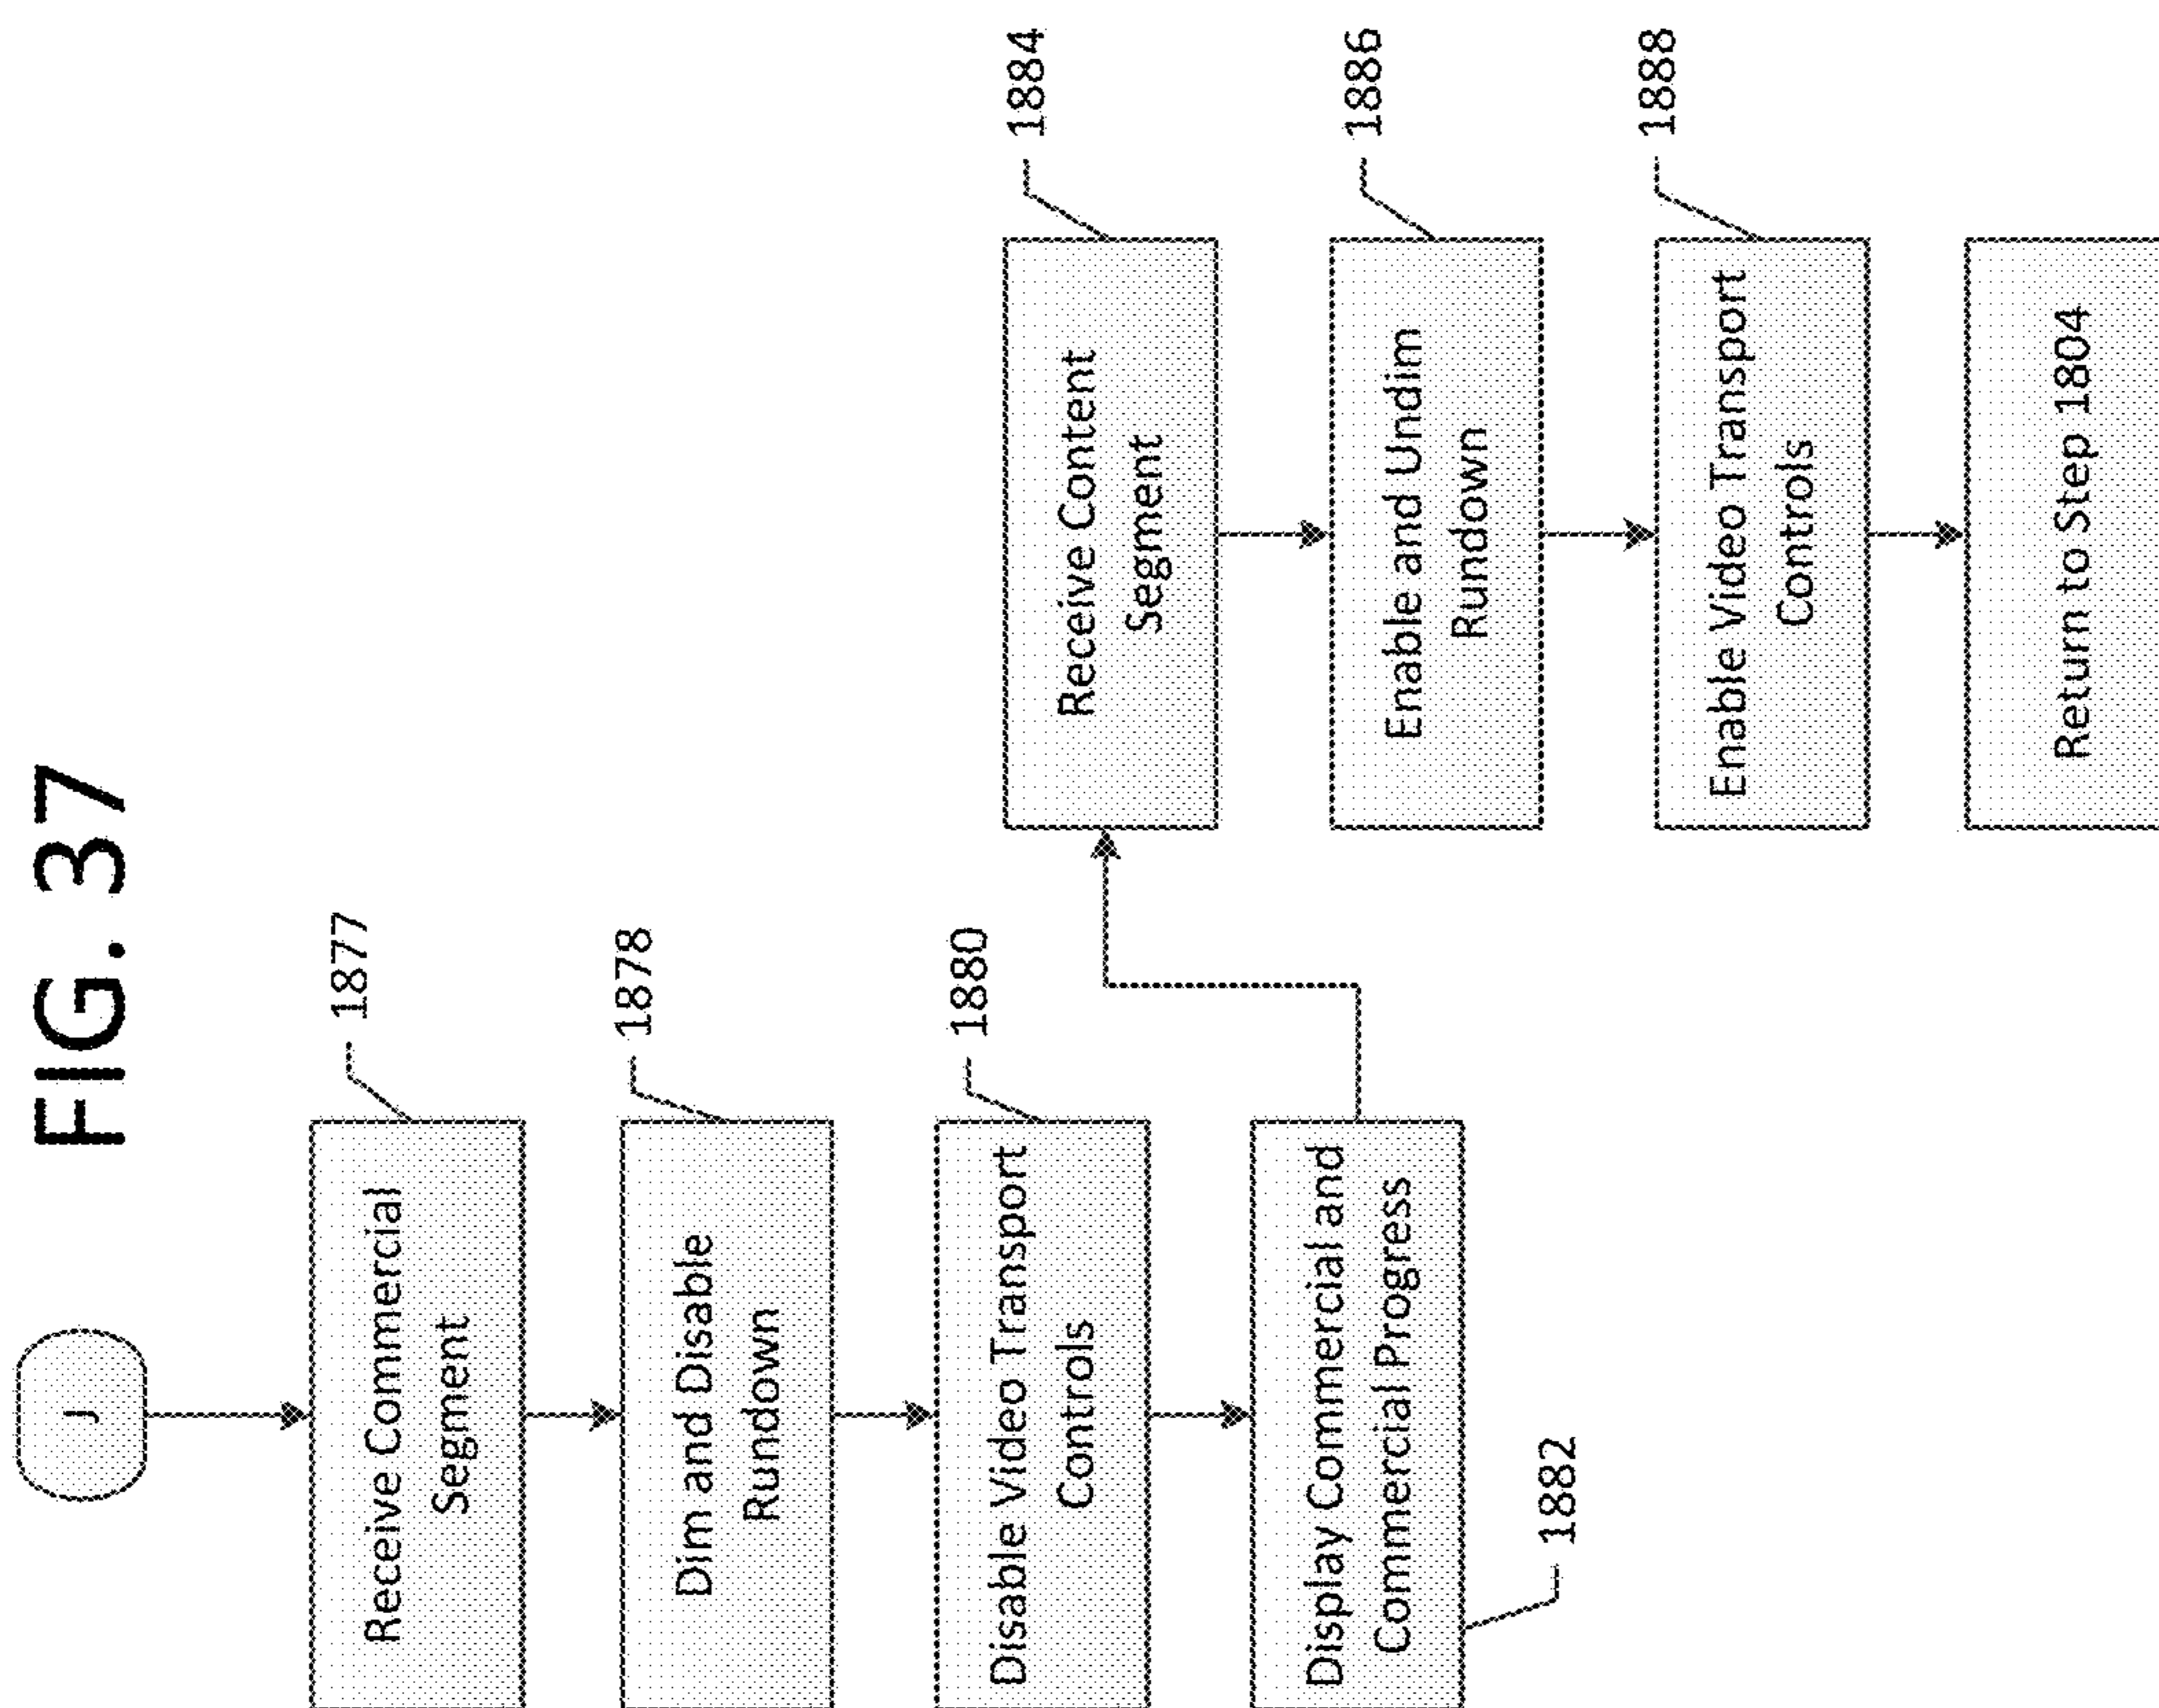 FIG. 37
J
Receive Commercial
Segment
1877
Dim and Disable
Rundown
1878
Disable Video Transport
Controls
1880
Display Commercial and
Commercial Progress
1882
Receive Content
Segment
1884
Enable and Undim
Rundown
1886
Enable Video Transport
Controls
1888
Return to Step 1804